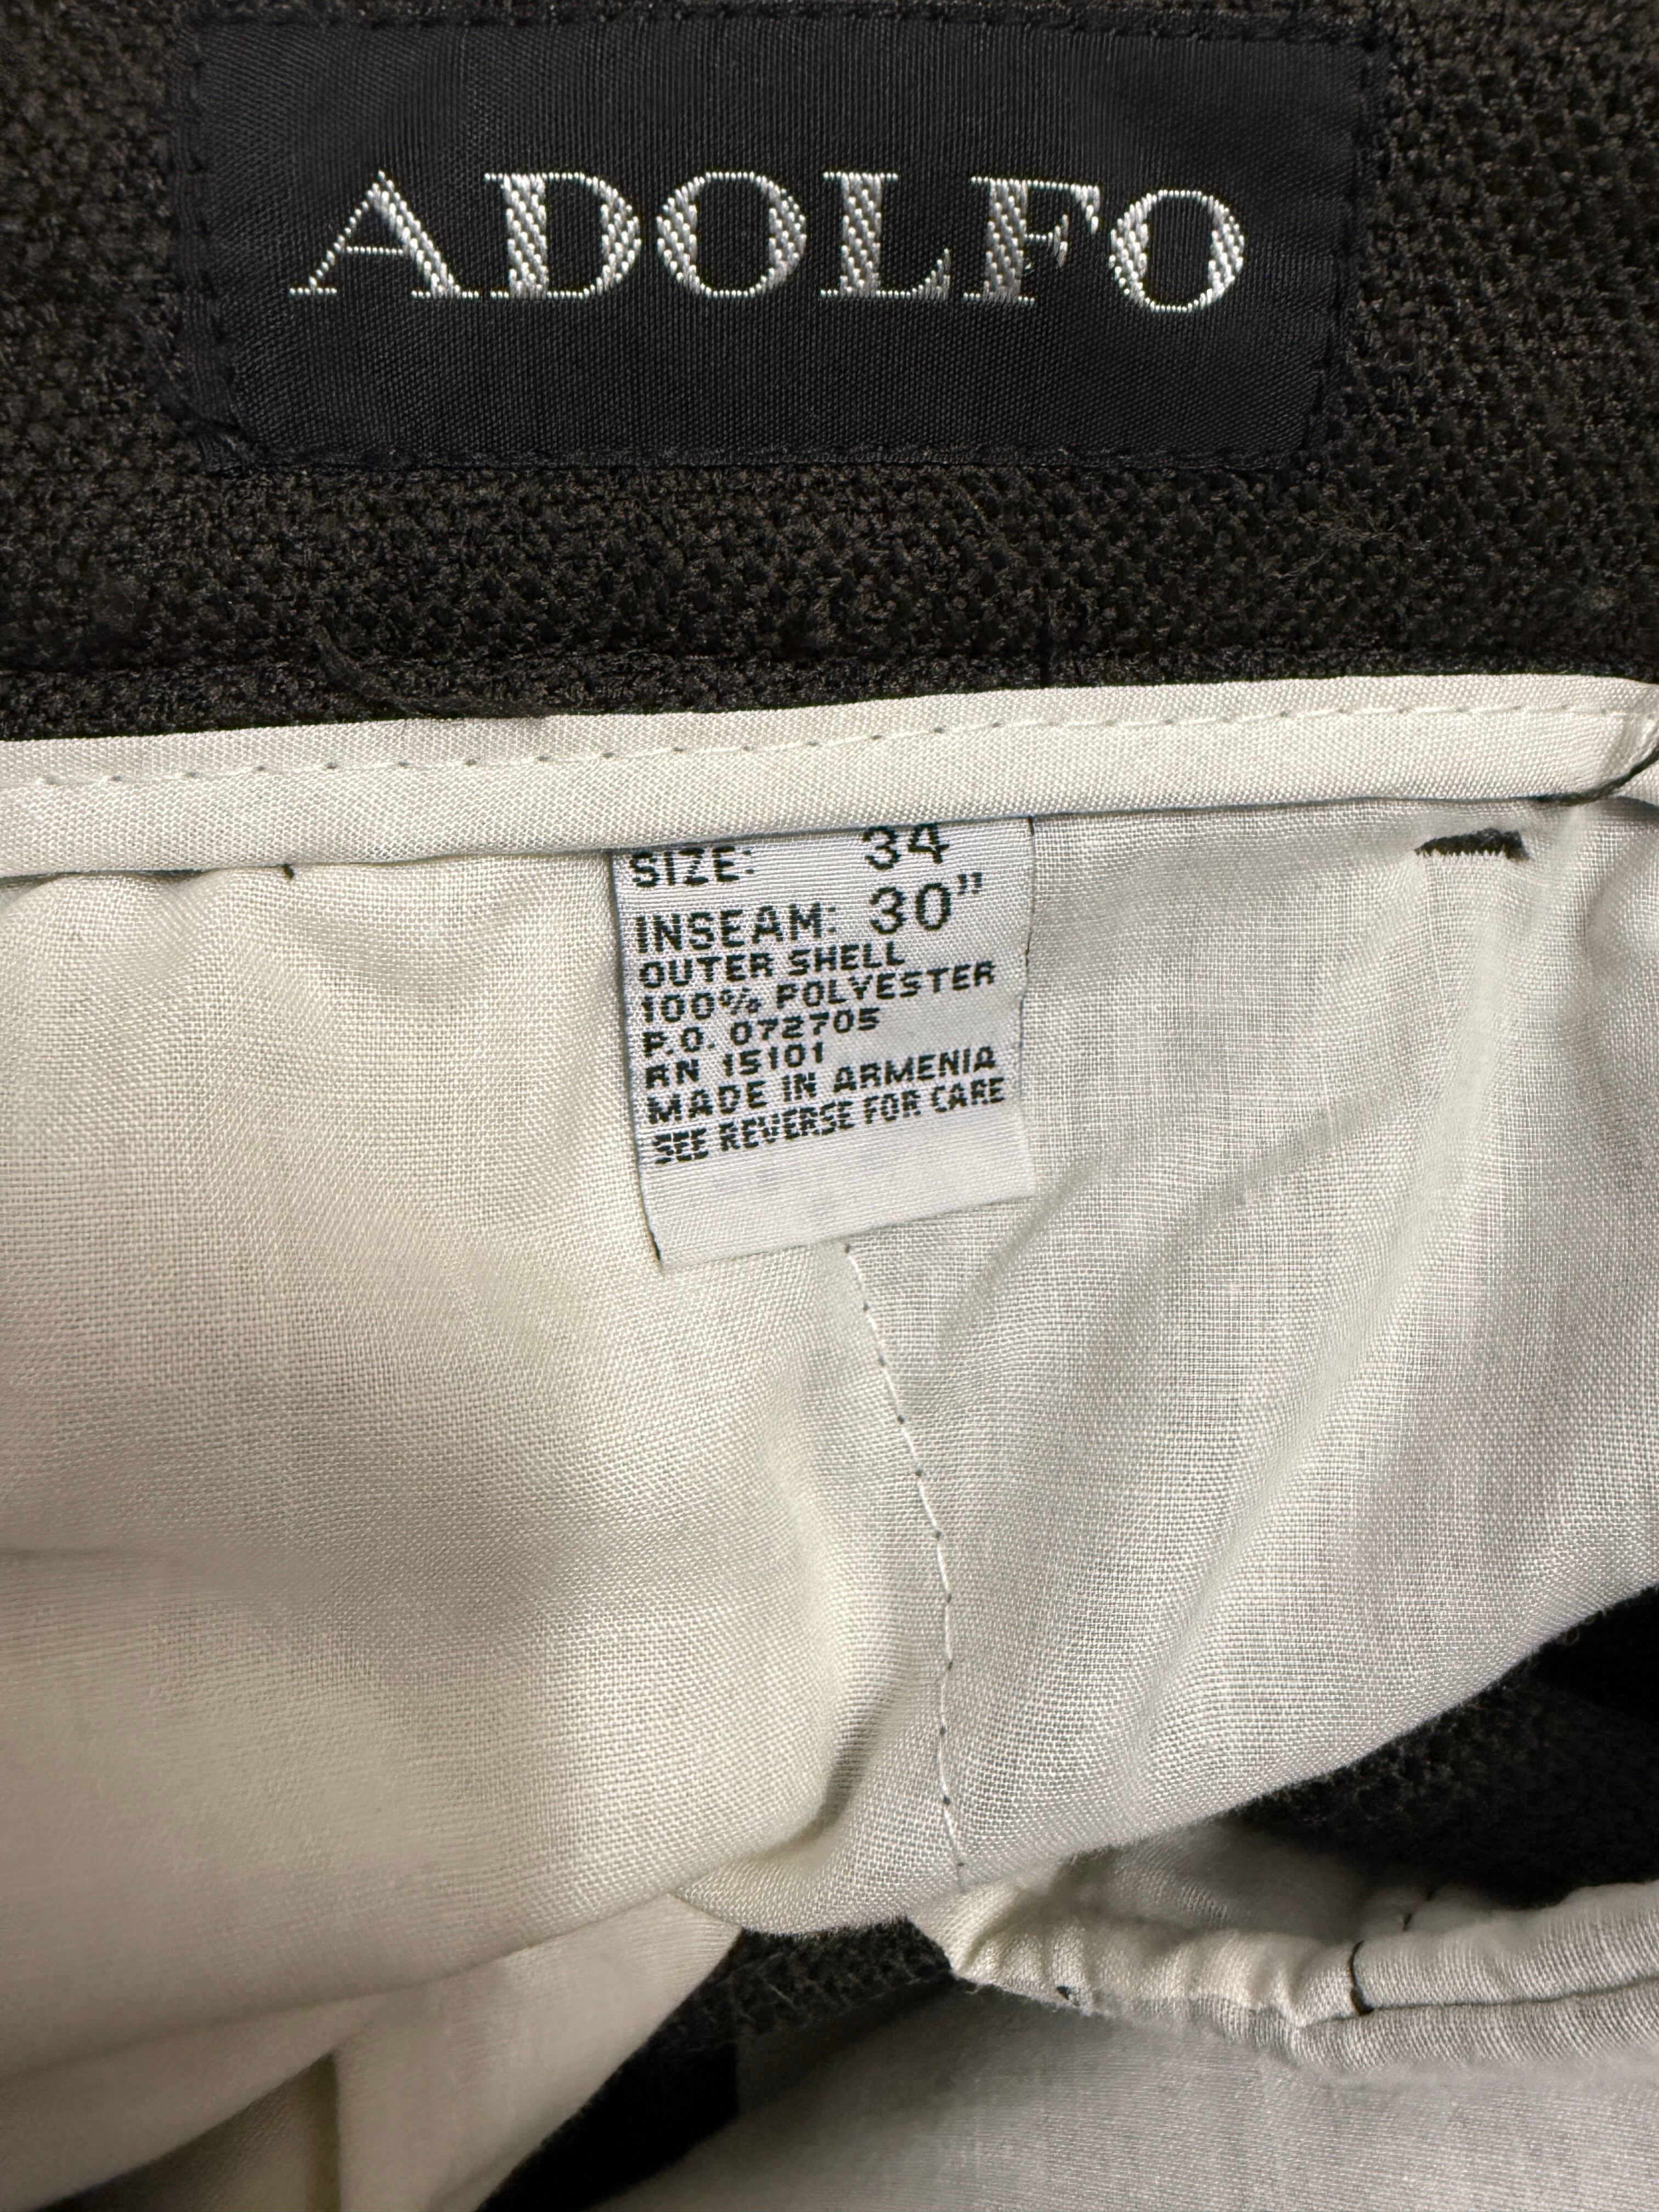 ADOLFO
SIZE: 34
INSEAM: 30"
OUTER SHELL
100% POLYESTER
P.O. 072705
RN 15101
MADE IN ARMENIA
SEE REVERSE FOR CARE